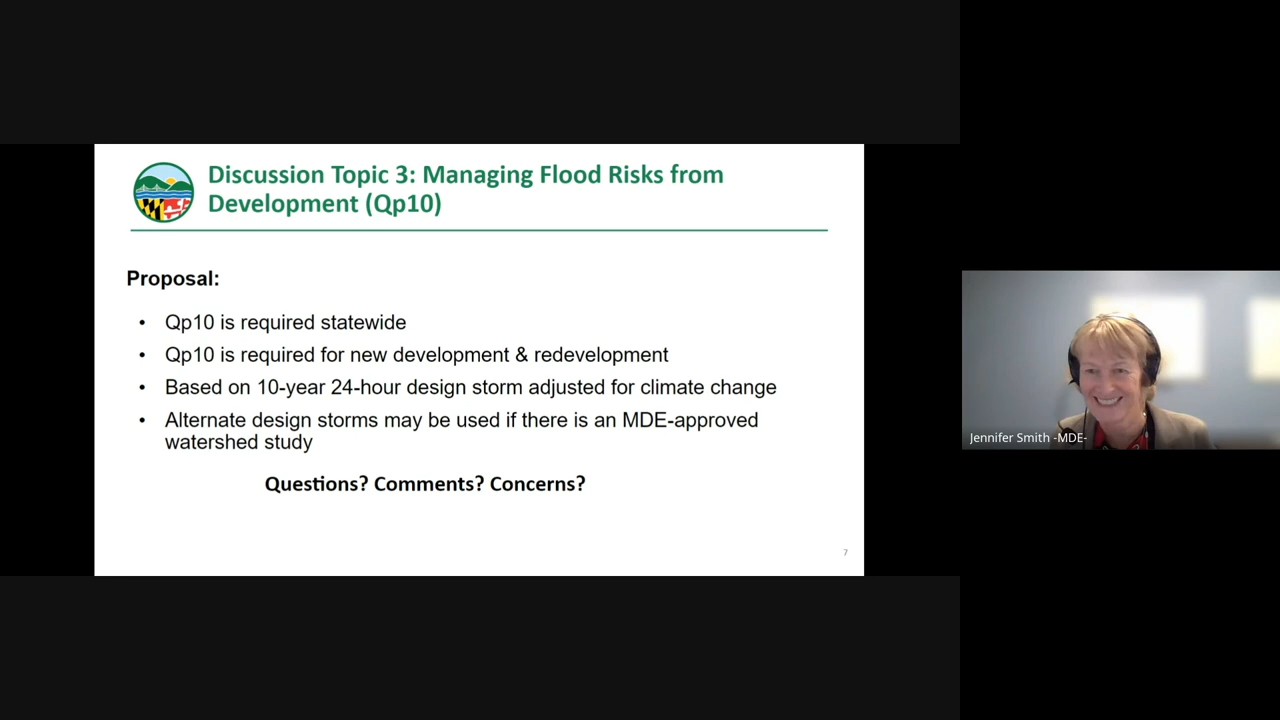 Discussion Topic 3: Managing Flood Risks from
Development (Qp10)
Proposal:
• Qp10 is required statewide
• Qp10 is required for new development & redevelopment
• Based on 10-year 24-hour design storm adjusted for climate change
• Alternate design storms may be used if there is an MDE-approved
watershed study
Questions? Comments? Concerns?
7
Jennifer Smith -MDE-